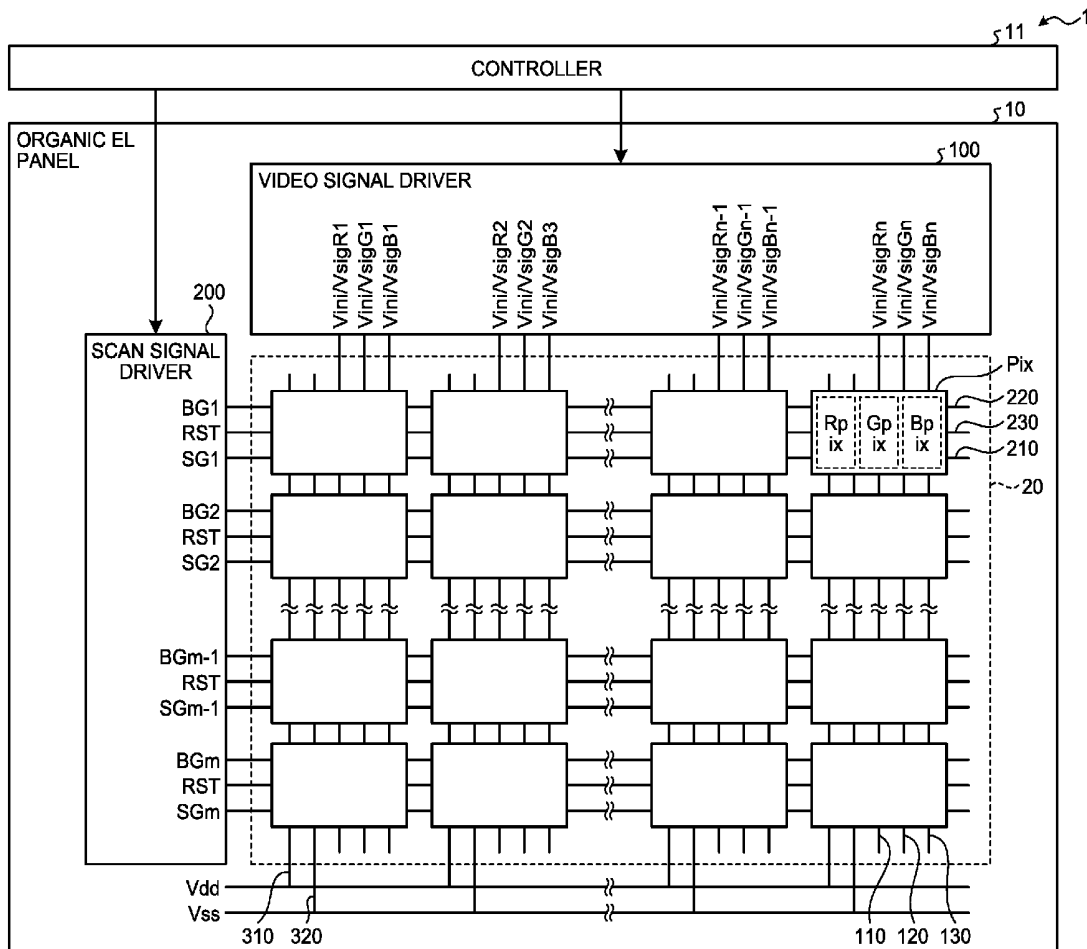 1
11
CONTROLLER
10
ORGANIC EL
PANEL
100
VIDEO SIGNAL DRIVER
Vini/VsigR1
Vini/VsigG1
Vini/VsigB1
Vini/VsigR2
Vini/VsigG2
Vini/VsigB3
Vini/VsigRn-1
Vini/VsigGn-1
Vini/VsigBn-1
Vini/VsigRn
Vini/VsigGn
Vini/VsigBn
200
SCAN SIGNAL
DRIVER
Pix
BG1
220
Rp
ix
Gp
ix
Bp
ix
RST
230
SG1
210
20
BG2
RST
SG2
BGm-1
RST
SGm-1
BGm
RST
SGm
Vdd
Vss
310
320
110
120
130